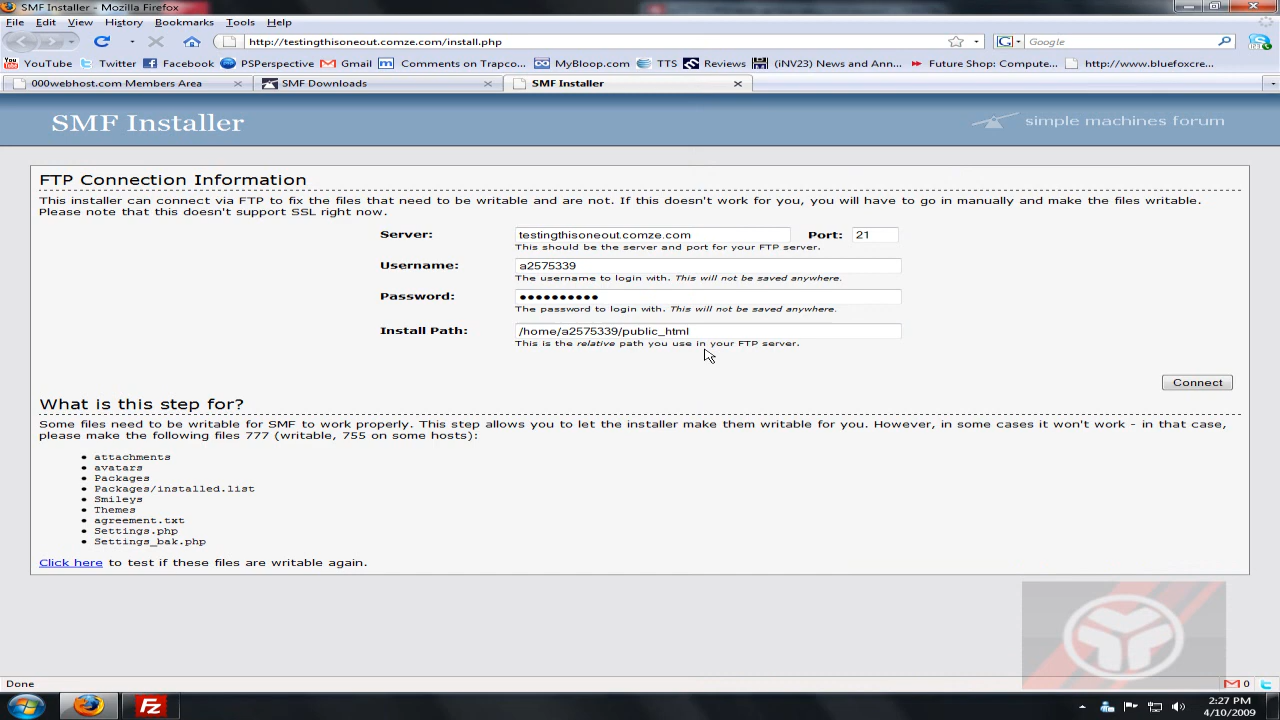 SMF Installer - Mozilla Firefox
File Edit View History Bookmarks Tools Help
http://testingthisoneout.comze.com/install.php
Google
YouTube Twitter Facebook PSPerspective Gmail Comments on Trapco... MyBloop.com TTS Reviews (iNV23) News and Ann... Future Shop: Compute... http://www.bluefoxcre...
000webhost.com Members Area SMF Downloads SMF Installer
SMF Installer
simple machines forum
FTP Connection Information
This installer can connect via FTP to fix the files that need to be writable and are not. If this doesn't work for you, you will have to go in manually and make the files writable.
Please note that this doesn't support SSL right now.
Server: testingthisoneout.comze.com Port: 21
This should be the server and port for your FTP server.
Username: a2575339
The username to login with. This will not be saved anywhere.
Password: ●●●●●●●●●●
The password to login with. This will not be saved anywhere.
Install Path: /home/a2575339/public_html
This is the relative path you use in your FTP server.
Connect
What is this step for?
Some files need to be writable for SMF to work properly. This step allows you to let the installer make them writable for you. However, in some cases it won't work - in that case,
please make the following files 777 (writable, 755 on some hosts):
attachments
avatars
Packages
Packages/installed.list
Smileys
Themes
agreement.txt
Settings.php
Settings_bak.php
Click here to test if these files are writable again.
Done
0
2:27 PM
4/10/2009